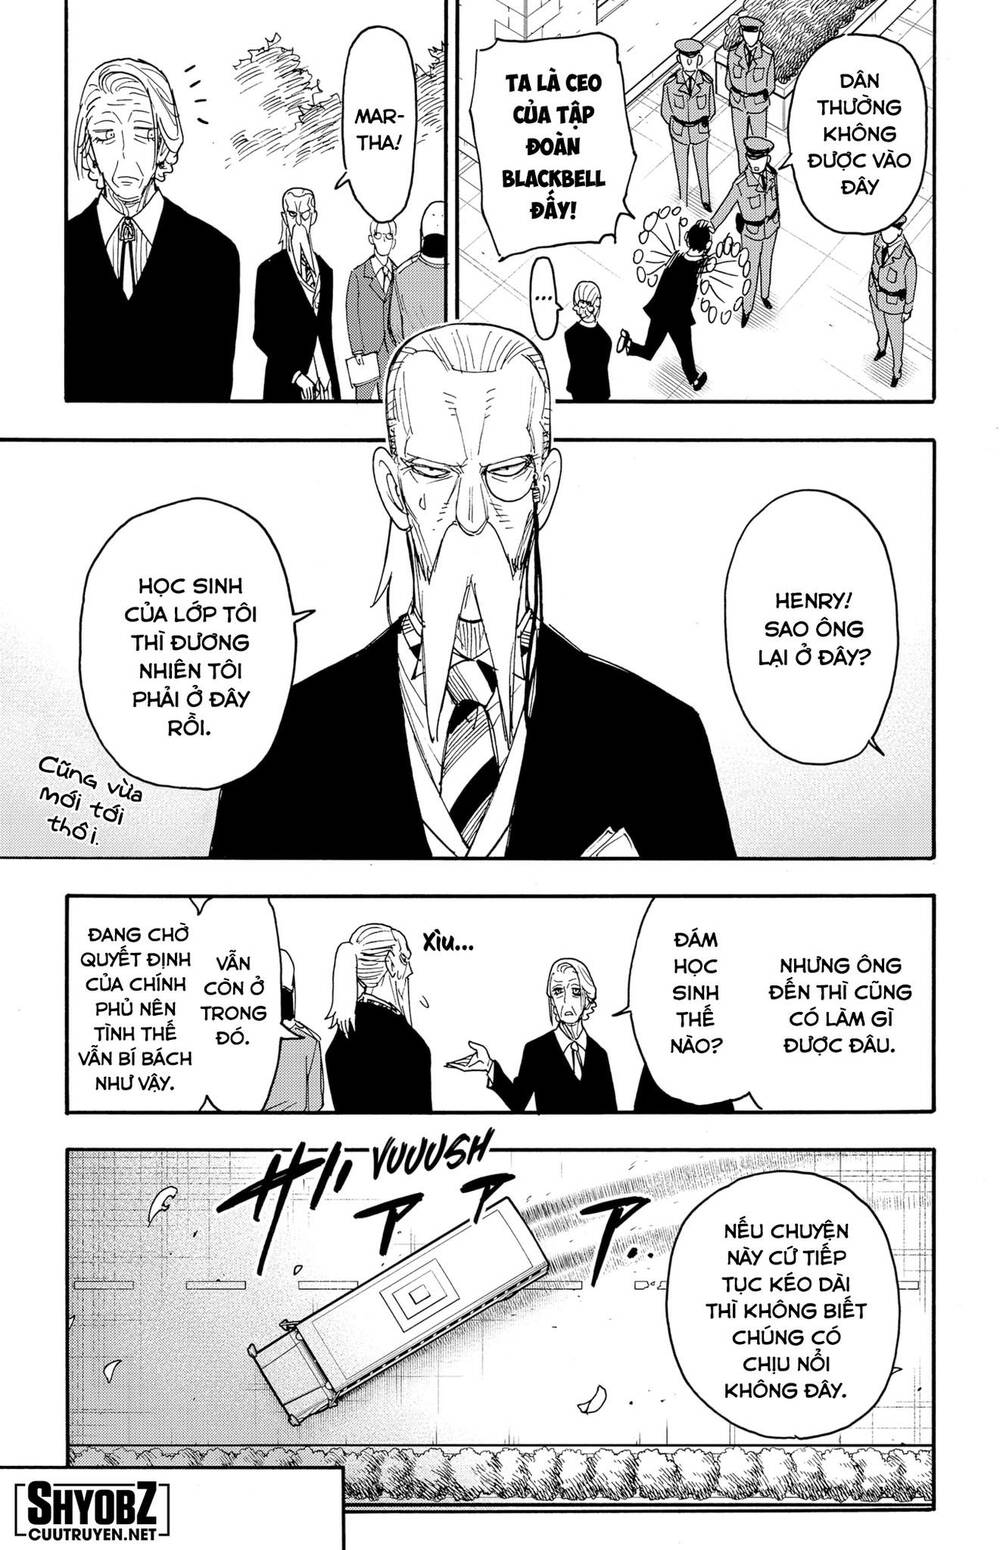 DÂN
THƯỜNG
KHÔNG
ĐƯỢC VÀO
ĐÂY
TA LÀ CEO
CỦA TẬP
ĐOÀN
BLACKBELL
ĐẤY!
...
MAR-
THA!
HENRY!
SAO ÔNG
LẠI Ở ĐÂY?
HỌC SINH
CỦA LỚP TÔI
THÌ ĐƯƠNG
NHIÊN TÔI
PHẢI Ở ĐÂY
RỒI.
Cũng vừa
mới tới
thôi.
NHƯNG ÔNG
ĐẾN THÌ CŨNG
CÓ LÀM GÌ
ĐƯỢC ĐÂU.
ĐÁM
HỌC
SINH
THẾ
NÀO?
Xìu...
VẪN
CÒN Ở
TRONG
ĐÓ.
ĐANG CHỜ
QUYẾT ĐỊNH
CỦA CHÍNH
PHỦ NÊN
TÌNH THẾ
VẪN BÍ BÁCH
NHƯ VẬY.
VUUUSH
NẾU CHUYỆN
NÀY CỨ TIẾP
TỤC KÉO DÀI
THÌ KHÔNG BIẾT
CHÚNG CÓ
CHỊU NỔI
KHÔNG ĐÂY.
SHYOBZ
CUUTRUYEN.NET